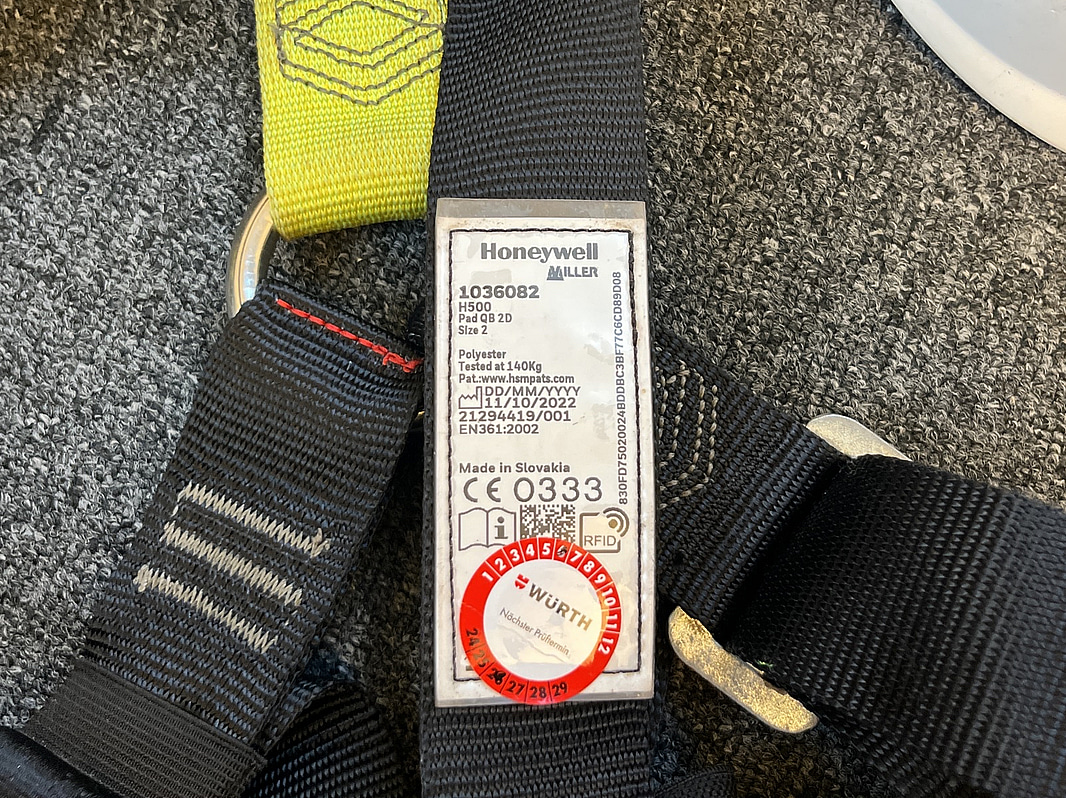 Honeywell
MILLER
1036082
H500
Pad QB 2D
Size 2
Polyester
Tested at 140Kg
Pat.:www.hsmpats.com
DD/MM/YYYY
11/10/2022
21294419/001
EN361:2002
Made in Slovakia
CE 0333
i
RFID
830FD75020024BDDBC3BF77C6CD89D08
1 2 3 4 5 6 7 8 9 10 11 12
WÜRTH
Nächster Prüftermin
24 25 26 27 28 29